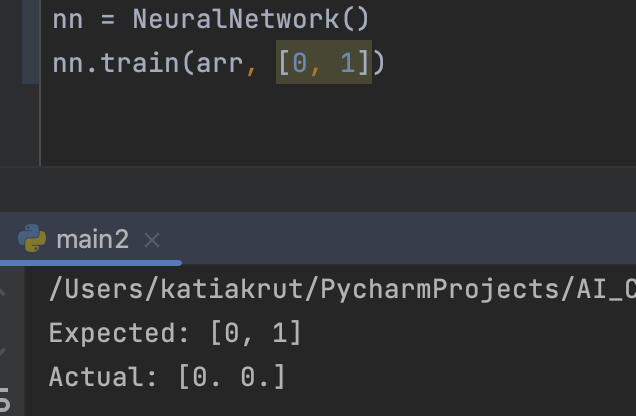 nn = NeuralNetwork()
nn.train(arr, [0, 1])
main2
/Users/katiakrut/PycharmProjects/AI_C
Expected: [0, 1]
Actual: [0. 0.]